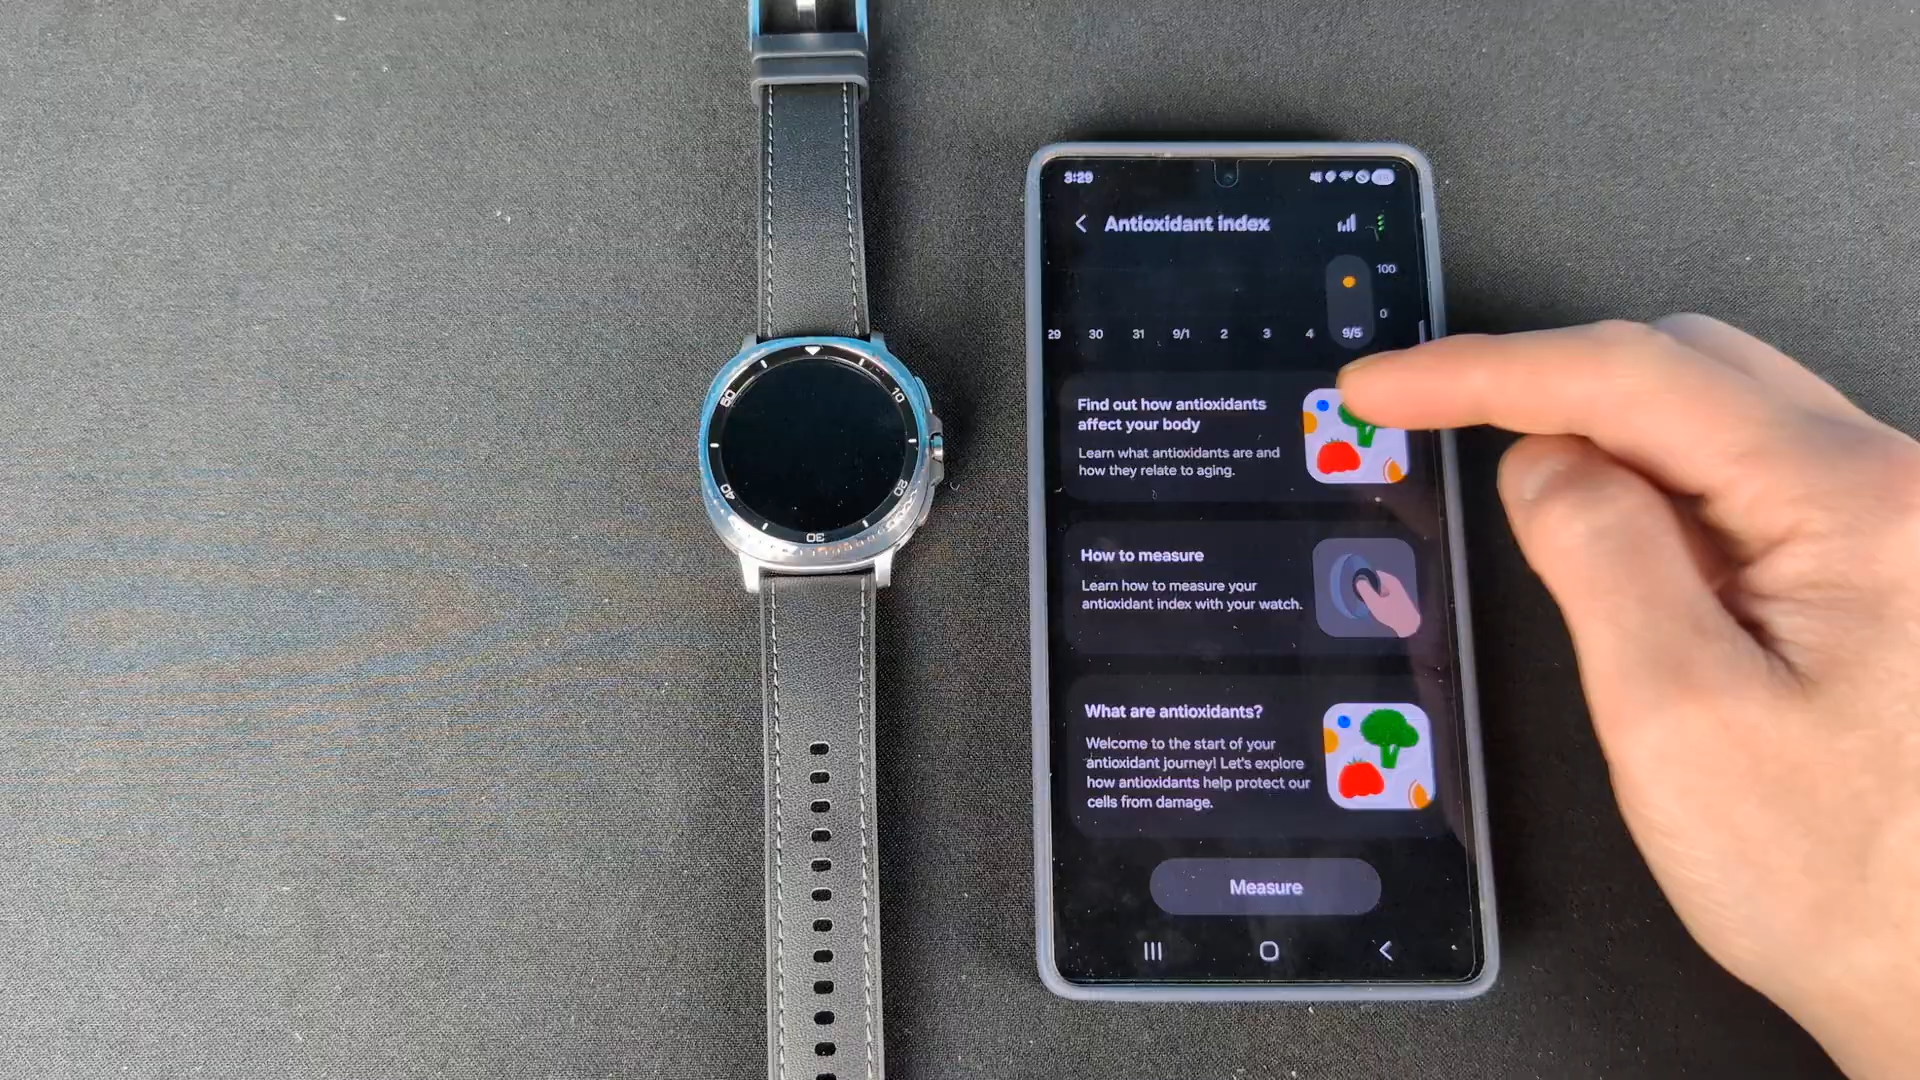 3:29
Antioxidant index
100
0
29 30 31 9/1 2 3 4 9/5
Find out how antioxidants
affect your body
Learn what antioxidants are and
how they relate to aging.
How to measure
Learn how to measure your
antioxidant index with your watch.
What are antioxidants?
Welcome to the start of your
antioxidant journey! Let's explore
how antioxidants help protect our
cells from damage.
Measure
10
20
30
40
50